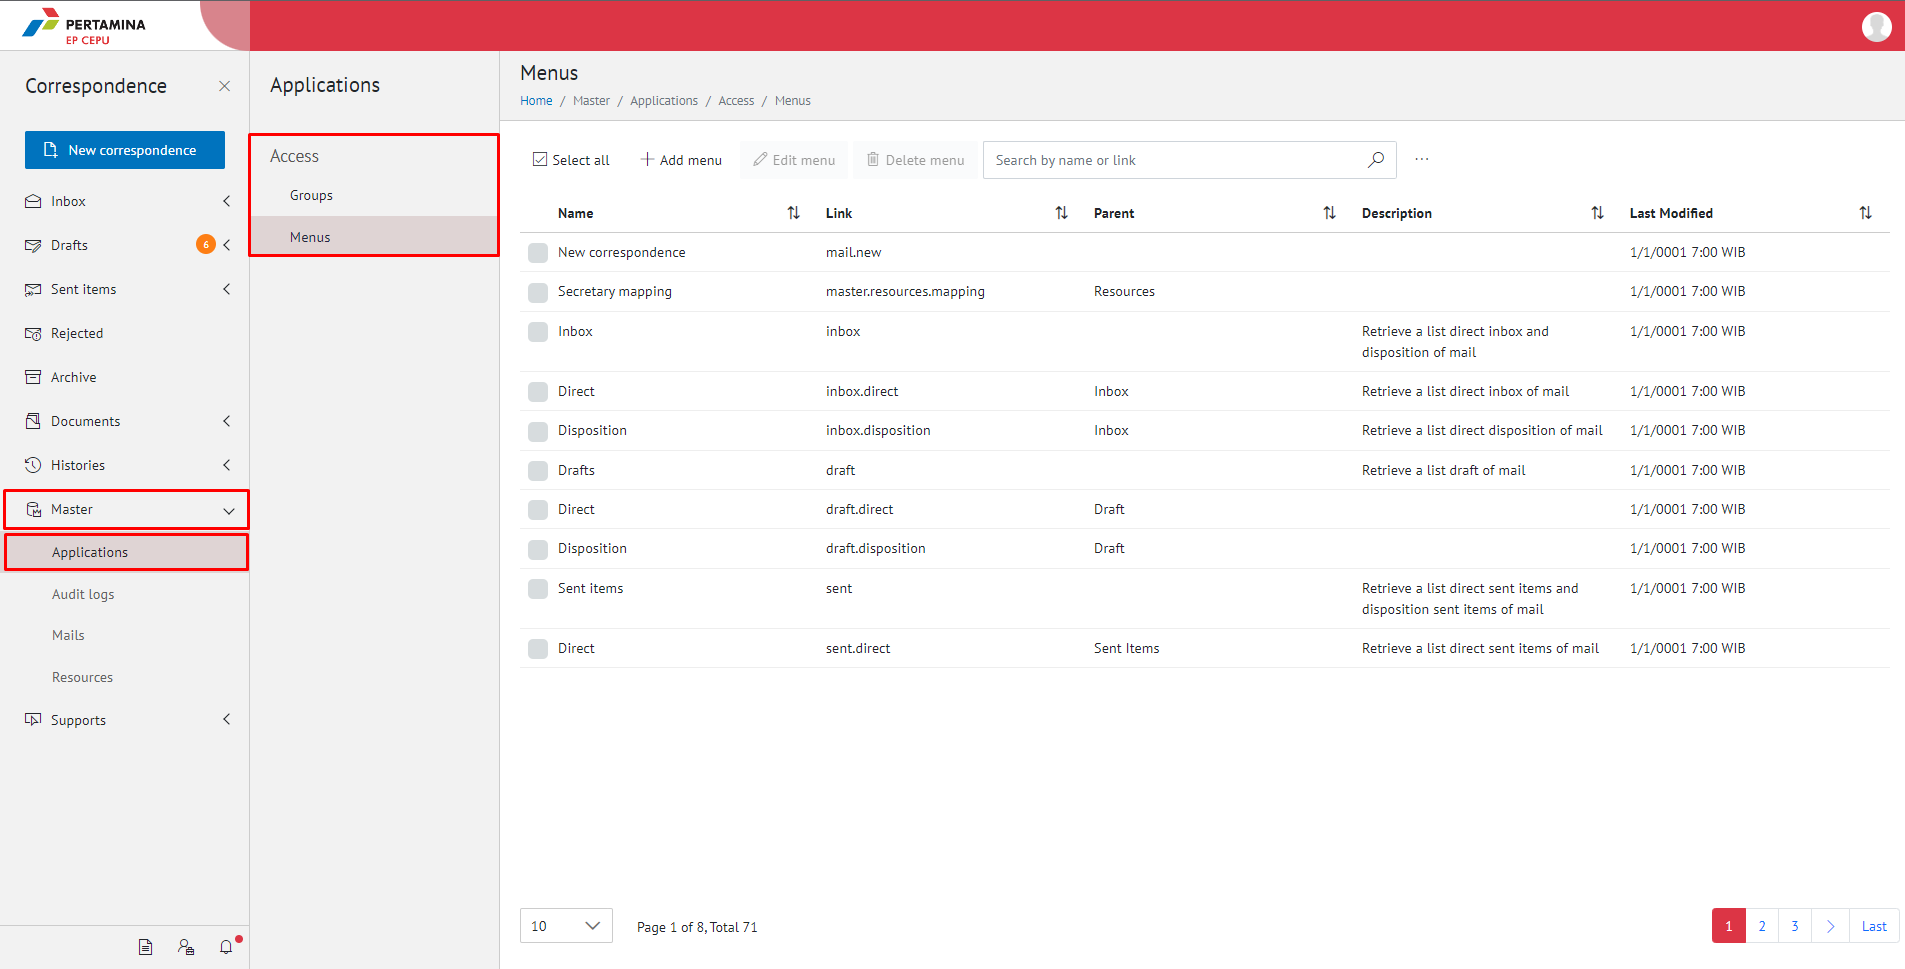 PERTAMINA
EP CEPU
Correspondence
New correspondence
Inbox
Drafts 6
Sent items
Rejected
Archive
Documents
Histories
Master
Applications
Audit logs
Mails
Resources
Supports
Applications
Access
Groups
Menus
Menus
Home / Master / Applications / Access / Menus
Select all Add menu Edit menu Delete menu Search by name or link ...
Name Link Parent Description Last Modified
New correspondence mail.new 1/1/0001 7:00 WIB
Secretary mapping master.resources.mapping Resources 1/1/0001 7:00 WIB
Inbox inbox Retrieve a list direct inbox and 1/1/0001 7:00 WIB
disposition of mail
Direct inbox.direct Inbox Retrieve a list direct inbox of mail 1/1/0001 7:00 WIB
Disposition inbox.disposition Inbox Retrieve a list direct disposition of mail 1/1/0001 7:00 WIB
Drafts draft Retrieve a list draft of mail 1/1/0001 7:00 WIB
Direct draft.direct Draft 1/1/0001 7:00 WIB
Disposition draft.disposition Draft 1/1/0001 7:00 WIB
Sent items sent Retrieve a list direct sent items and 1/1/0001 7:00 WIB
disposition sent items of mail
Direct sent.direct Sent Items Retrieve a list direct sent items of mail 1/1/0001 7:00 WIB
10 Page 1 of 8, Total 71 1 2 3 Last